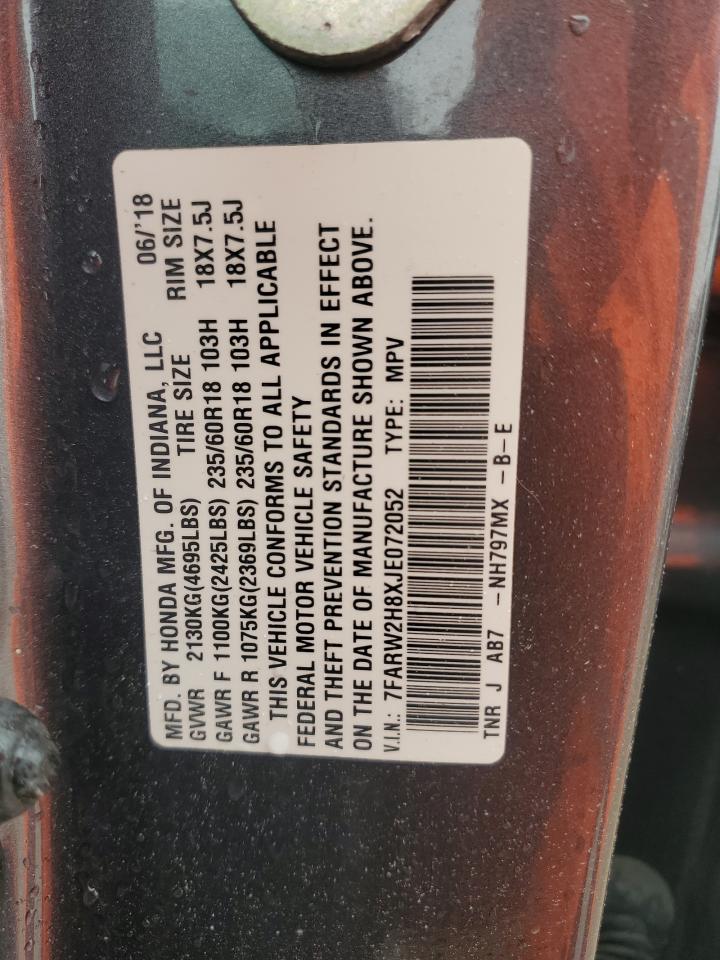 MFD. BY HONDA MFG. OF INDIANA, LLC 06/'18
GVWR 2130KG(4695LBS) TIRE SIZE RIM SIZE
GAWR F 1100KG(2425LBS) 235/60R18 103H 18X7.5J
GAWR R 1075KG(2369LBS) 235/60R18 103H 18X7.5J
THIS VEHICLE CONFORMS TO ALL APPLICABLE
FEDERAL MOTOR VEHICLE SAFETY
AND THEFT PREVENTION STANDARDS IN EFFECT
ON THE DATE OF MANUFACTURE SHOWN ABOVE.
V.I.N.: 7FARW2H8XJE072052 TYPE: MPV
TNR J AB7 -NH797MX -B-E